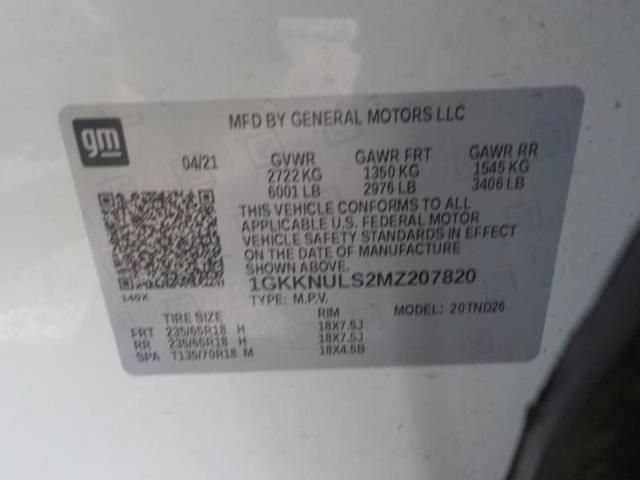 gm
MFD BY GENERAL MOTORS LLC
04/21 GVWR GAWR FRT GAWR RR
2722 KG 1350 KG 1545 KG
6001 LB 2976 LB 3406 LB
THIS VEHICLE CONFORMS TO ALL
APPLICABLE U.S. FEDERAL MOTOR
VEHICLE SAFETY STANDARDS IN EFFECT
ON THE DATE OF MANUFACTURE
SHOWN ABOVE.
1GKKNULS2MZ207820
140X
TYPE: M.P.V. MODEL: 20TND26
TIRE SIZE RIM
FRT 235/65R18 H 18X7.5J
RR 235/65R18 H 18X7.5J
SPA T135/70R18 M 18X4.5B